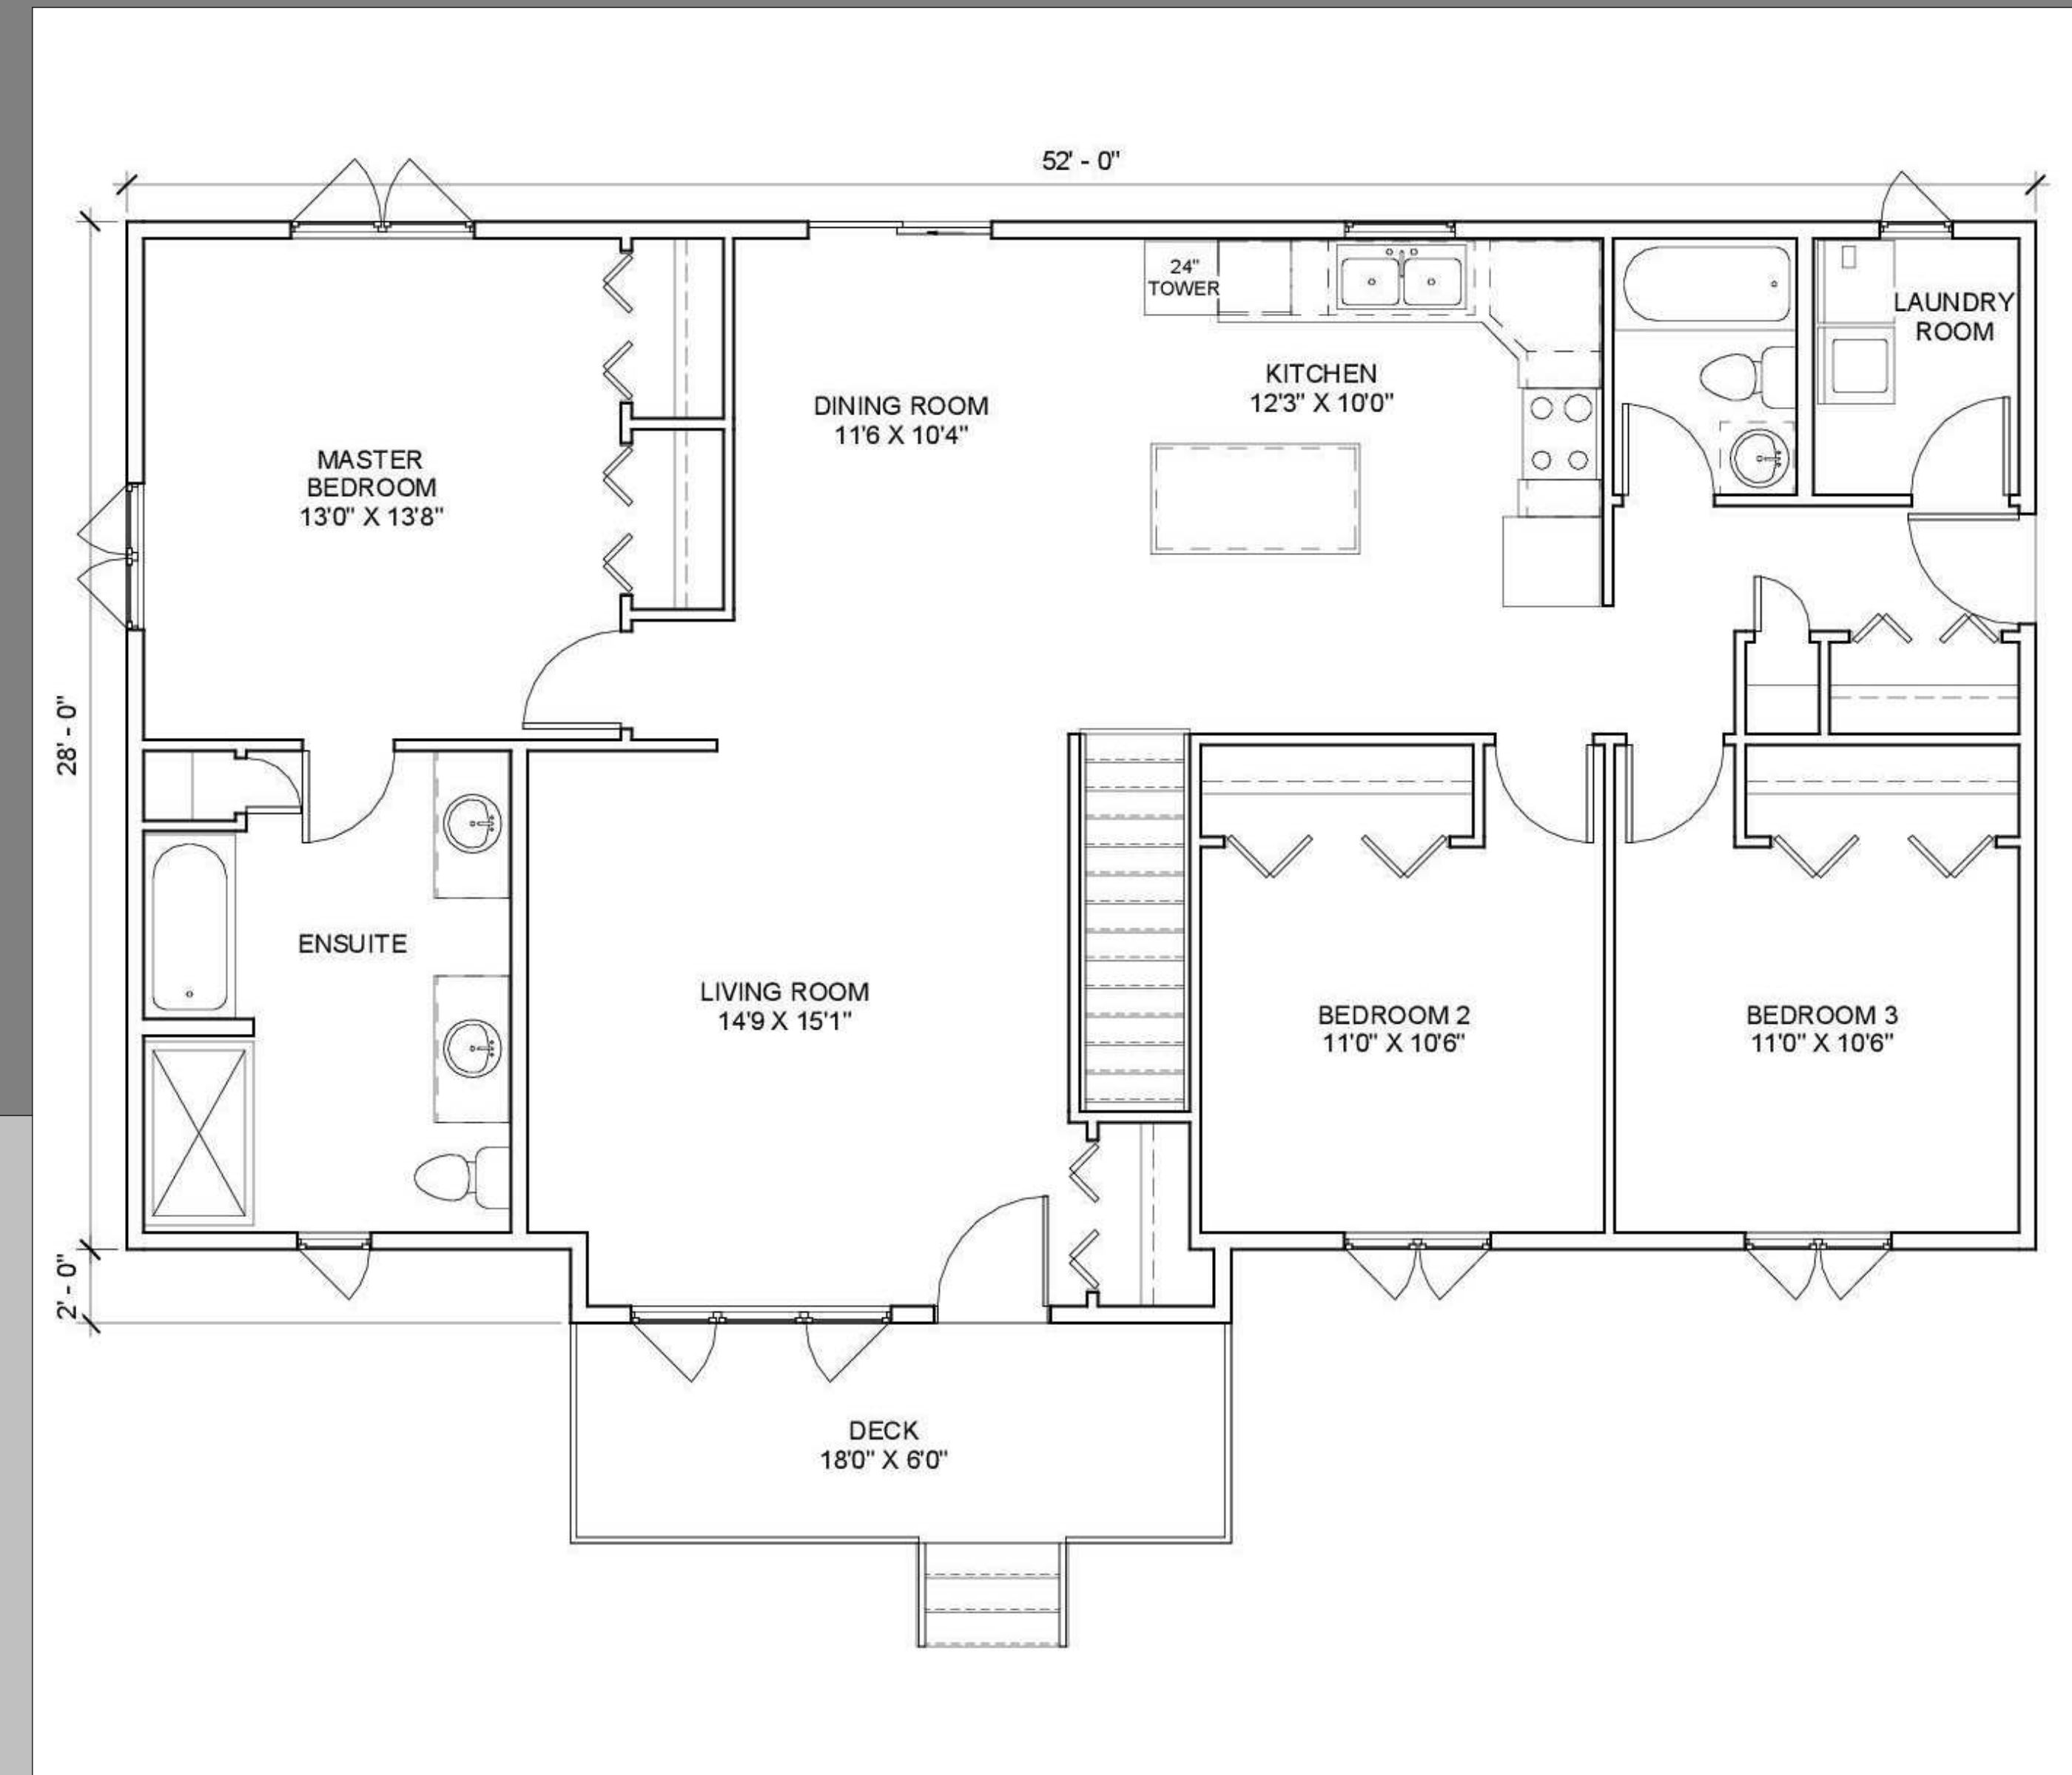 52' - 0"
24"
TOWER
LAUNDRY
ROOM
KITCHEN
12'3" X 10'0"
DINING ROOM
11'6 X 10'4"
MASTER
BEDROOM
13'0" X 13'8"
28' - 0"
ENSUITE
LIVING ROOM
14'9 X 15'1"
BEDROOM 2
11'0" X 10'6"
BEDROOM 3
11'0" X 10'6"
2' - 0"
DECK
18'0" X 6'0"